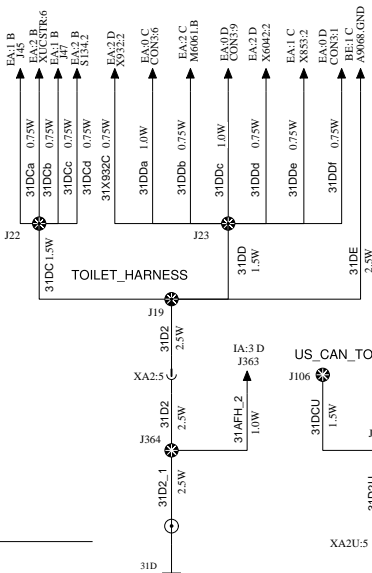 EA:1 B
J45
EA:2 B
XUCSTR:6
EA:1 B
J47
EA:2 B
S134.2
EA:2 D
X932:2
EA:0 C
CON3:6
EA:2 C
M6061.B
EA:0 D
CON3:9
EA:2 D
X6042:2
EA:1 C
X853:2
EA:0 D
CON3:1
BE:1 C
A9068.GND
31DCa 0.75W
31DCb 0.75W
31DCc 0.75W
31DCd 0.75W
31X932C 0.75W
31DDa 1.0W
31DDb 0.75W
31DDc 1.0W
31DDd 0.75W
31DDe 0.75W
31DDf 0.75W
J22
J23
31DC 1.5W
31DD
1.5W
31DE
2.5W
TOILET_HARNESS
J19
31D2
2.5W
IA:3 D
J363
US_CAN_TO
XA2:5
J106
31D2
2.5W
31AFH_2
1.0W
31DCU
1.5W
J364
31D2_1
2.5W
XA2U:5
31D